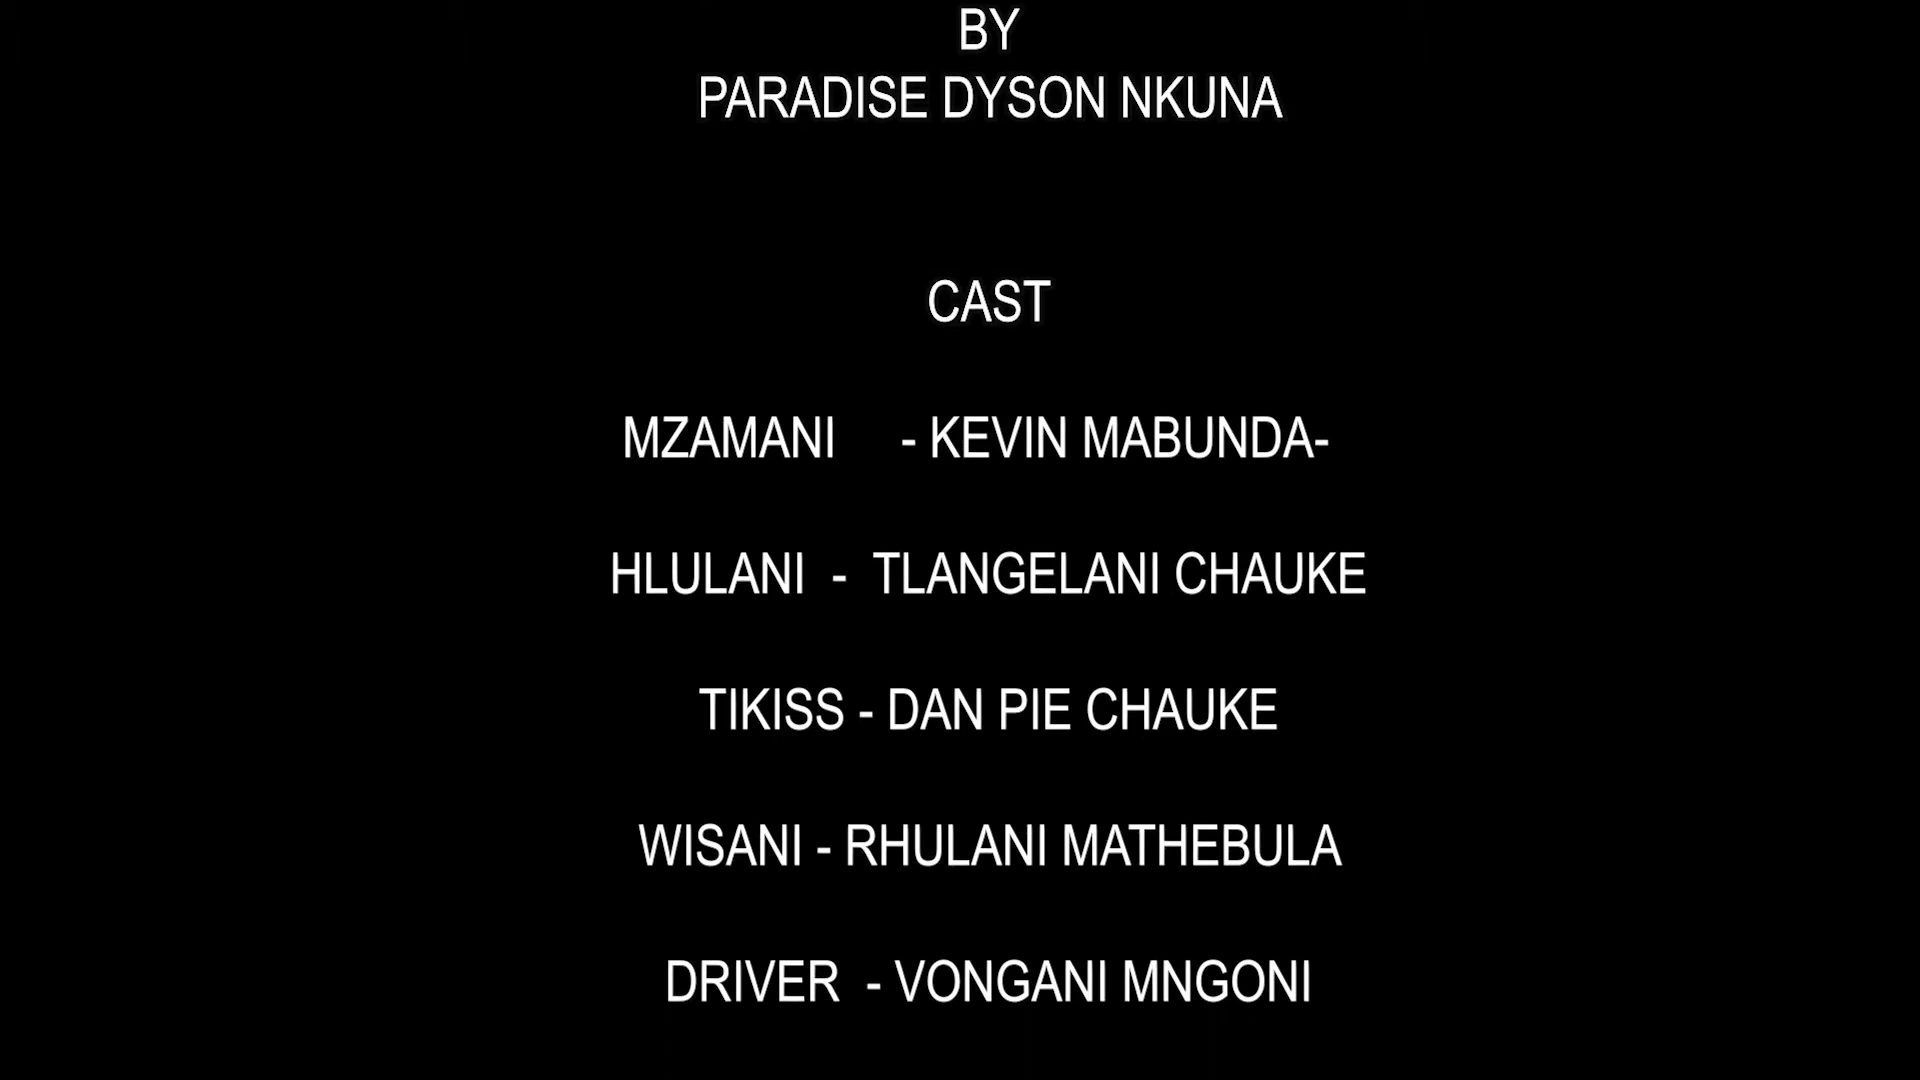 BY
PARADISE DYSON NKUNA
CAST
MZAMANI - KEVIN MABUNDA-
HLULANI - TLANGELANI CHAUKE
TIKISS - DAN PIE CHAUKE
WISANI - RHULANI MATHEBULA
DRIVER - VONGANI MNGONI